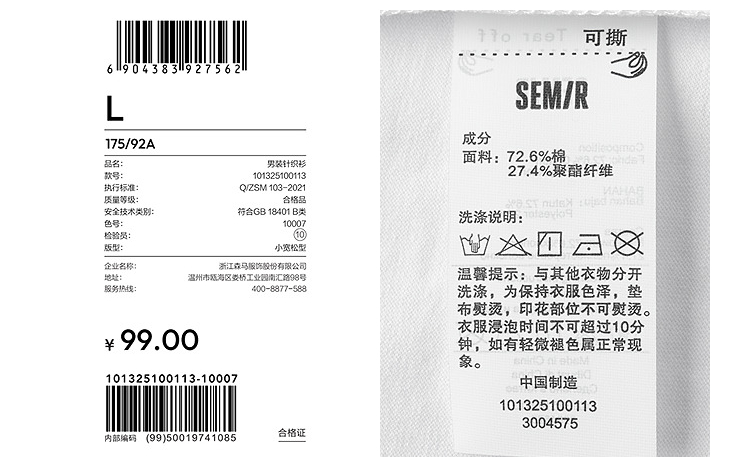 6 904383 927562
L
175/92A
品名: 男装针织衫
款号: 101325100113
执行标准: Q/ZSM 103-2021
质量等级: 合格品
安全技术类别: 符合GB 18401 B类
色号: 10007
检验员: 10
版型: 小宽松型
企业名称: 浙江森马服饰股份有限公司
地址: 温州市瓯海区娄桥工业园南汇路98号
服务热线: 400-8877-588
¥ 99.00
101325100113-10007
内部编码 (99)50019741085
合格证
Tear off
可撕
SEM/R
成分
面料: 72.6%棉
27.4%聚酯纤维
洗涤说明:
温馨提示: 与其他衣物分开
洗涤，为保持衣服色泽，垫
布熨烫，印花部位不可熨烫。
衣服浸泡时间不可超过10分
钟，如有轻微褪色属正常现
象。
中国制造
101325100113
3004575